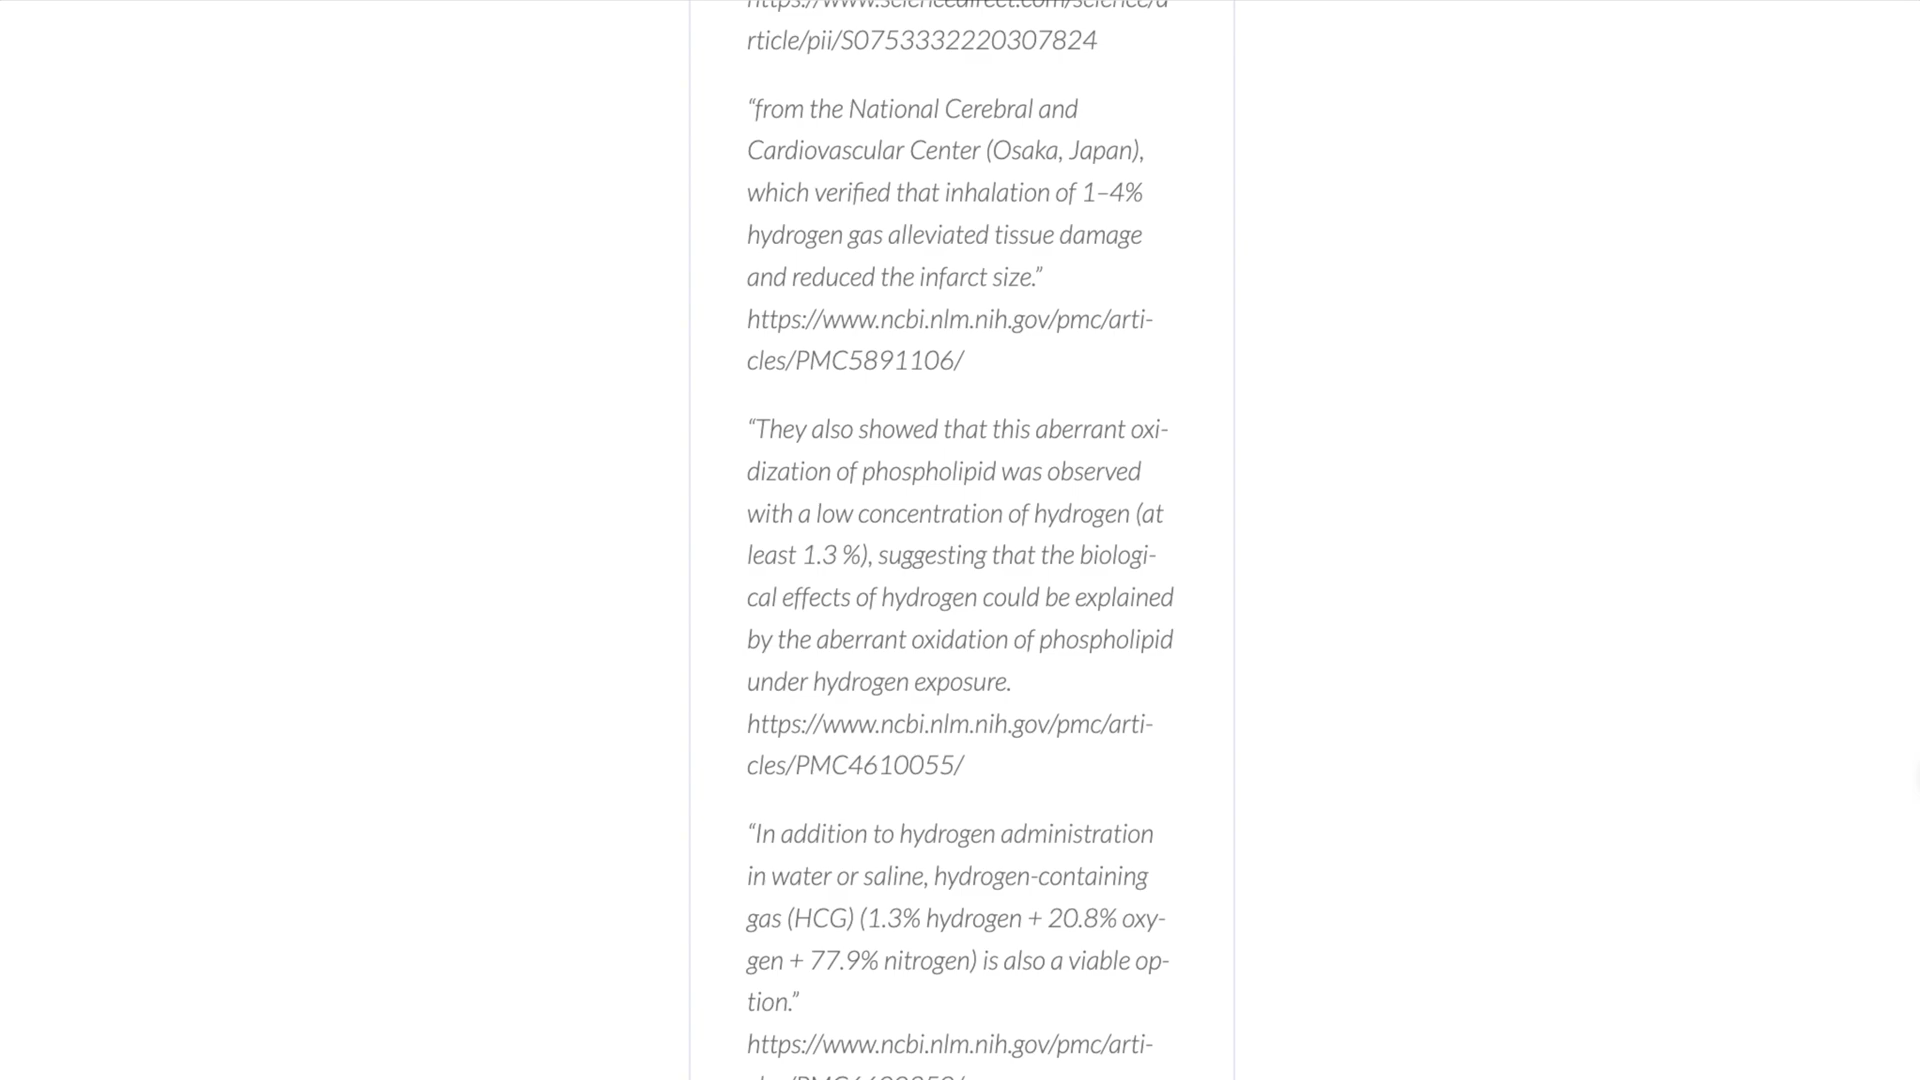 rticle/pii/S0753332220307824
“from the National Cerebral and
Cardiovascular Center (Osaka, Japan),
which verified that inhalation of 1–4%
hydrogen gas alleviated tissue damage
and reduced the infarct size.”
https://www.ncbi.nlm.nih.gov/pmc/arti-
cles/PMC5891106/
“They also showed that this aberrant oxi-
dization of phospholipid was observed
with a low concentration of hydrogen (at
least 1.3 %), suggesting that the biologi-
cal effects of hydrogen could be explained
by the aberrant oxidation of phospholipid
under hydrogen exposure.
https://www.ncbi.nlm.nih.gov/pmc/arti-
cles/PMC4610055/
“In addition to hydrogen administration
in water or saline, hydrogen-containing
gas (HCG) (1.3% hydrogen + 20.8% oxy-
gen + 77.9% nitrogen) is also a viable op-
tion.”
https://www.ncbi.nlm.nih.gov/pmc/arti-